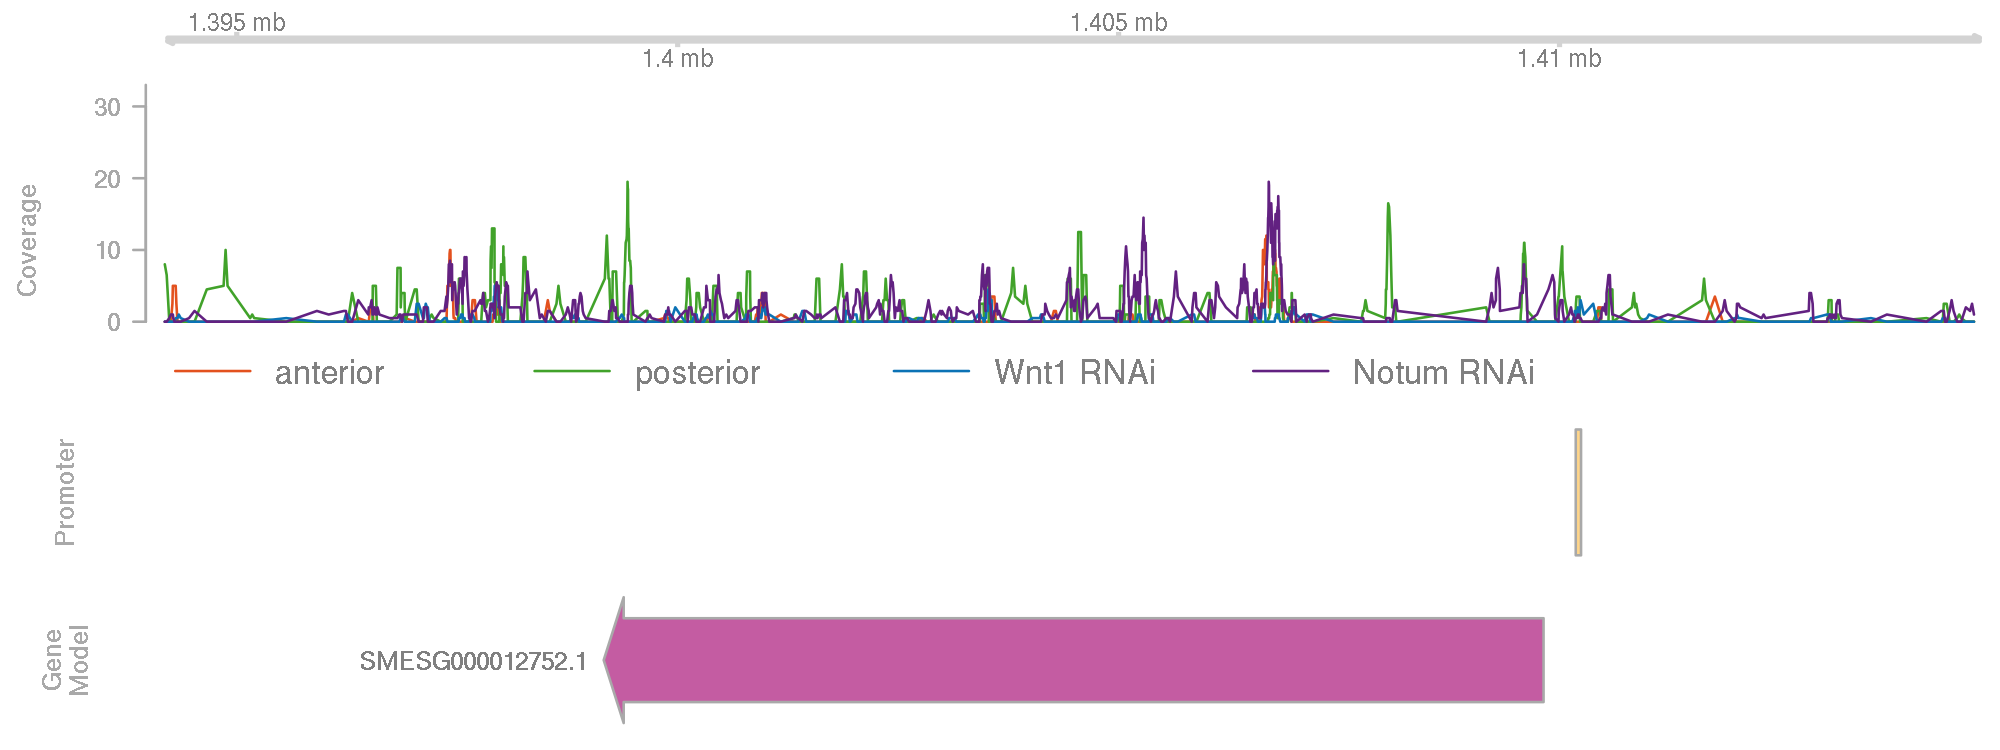 1.395 mb
1.405 mb
1.4 mb
1.41 mb
Coverage
30
20
10
0
anterior
posterior
Wnt1 RNAi
Notum RNAi
Promoter
Gene
Model
SMESG000012752.1